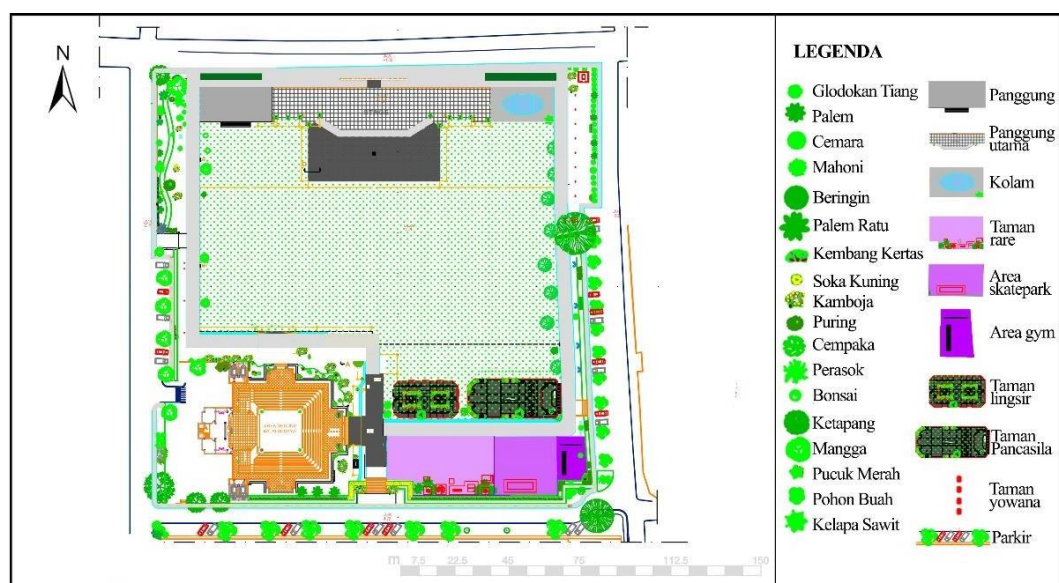 N
STAGE
m 7.5 22.5 45 75 112.5 150
LEGENDA
Glodokan Tiang
Palem
Cemara
Mahoni
Beringin
Palem Ratu
Kembang Kertas
Soka Kuning
Kamboja
Puring
Cempaka
Perasok
Bonsai
Ketapang
Mangga
Pucuk Merah
Pohon Buah
Kelapa Sawit
Panggung
Panggung
utama
Kolam
Taman
rare
Area
skatepark
Area gym
Taman
lingsir
Taman
Pancasila
Taman
yowana
Parkir